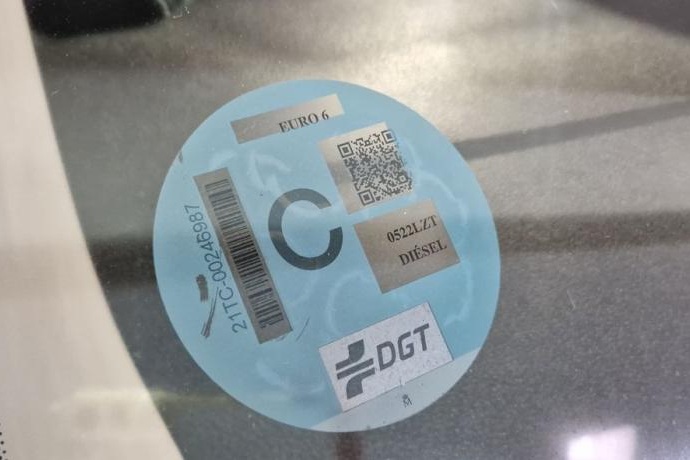 EURO 6
C
0522LZT
DIÉSEL
21TC-00246987
DGT
M